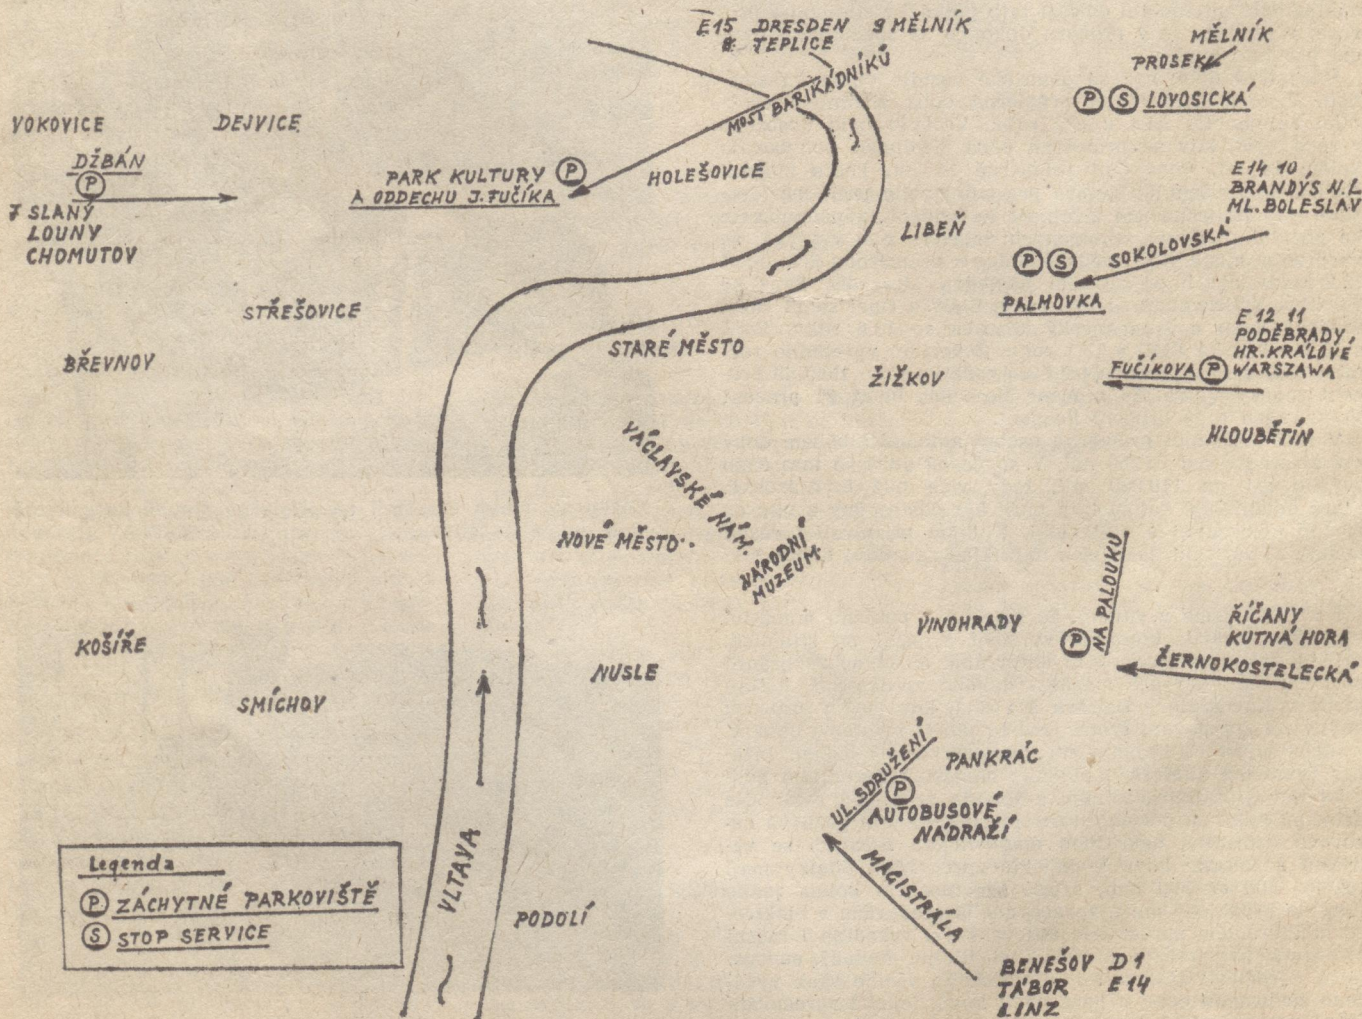 E15 DRESDEN 9 MĚLNÍK
8 TEPLICE
MOST BARIKÁDNÍKŮ
MĚLNÍK
PROSEK
P S LOVOSICKÁ
VOKOVICE
DEJVICE
DŽBÁN
P
7 SLANÝ
LOUNY
CHOMUTOV
PARK KULTURY P
A ODDECHU J. FUČÍKA
HOLEŠOVICE
E14 10,
BRANDÝS N.L
ML. BOLESLAV
LIBEŇ
SOKOLOVSKÁ
P S
PALMOVKA
STŘEŠOVICE
BŘEVNOV
STARÉ MĚSTO
ŽIŽKOV
E12 11
PODĚBRADY,
HR. KRÁLOVÉ
WARSZAWA
FUČÍKOVA P
HLOUBĚTÍN
VÁCLAVSKÉ NÁM.
NOVÉ MĚSTO
NÁRODNÍ
MUZEUM
VINOHRADY
P
NA PALOUKU
ŘÍČANY
KUTNÁ HORA
ČERNOKOSTELECKÁ
KOŠÍŘE
SMÍCHOV
NUSLE
UL. SDRUŽENÍ
PANKRÁC
P
AUTOBUSOVÉ
NÁDRAŽÍ
MAGISTRÁLA
VLTAVA
PODOLÍ
BENEŠOV D1
TÁBOR E14
LINZ
Legenda
P ZÁCHYTNÉ PARKOVIŠTĚ
S STOP SERVICE